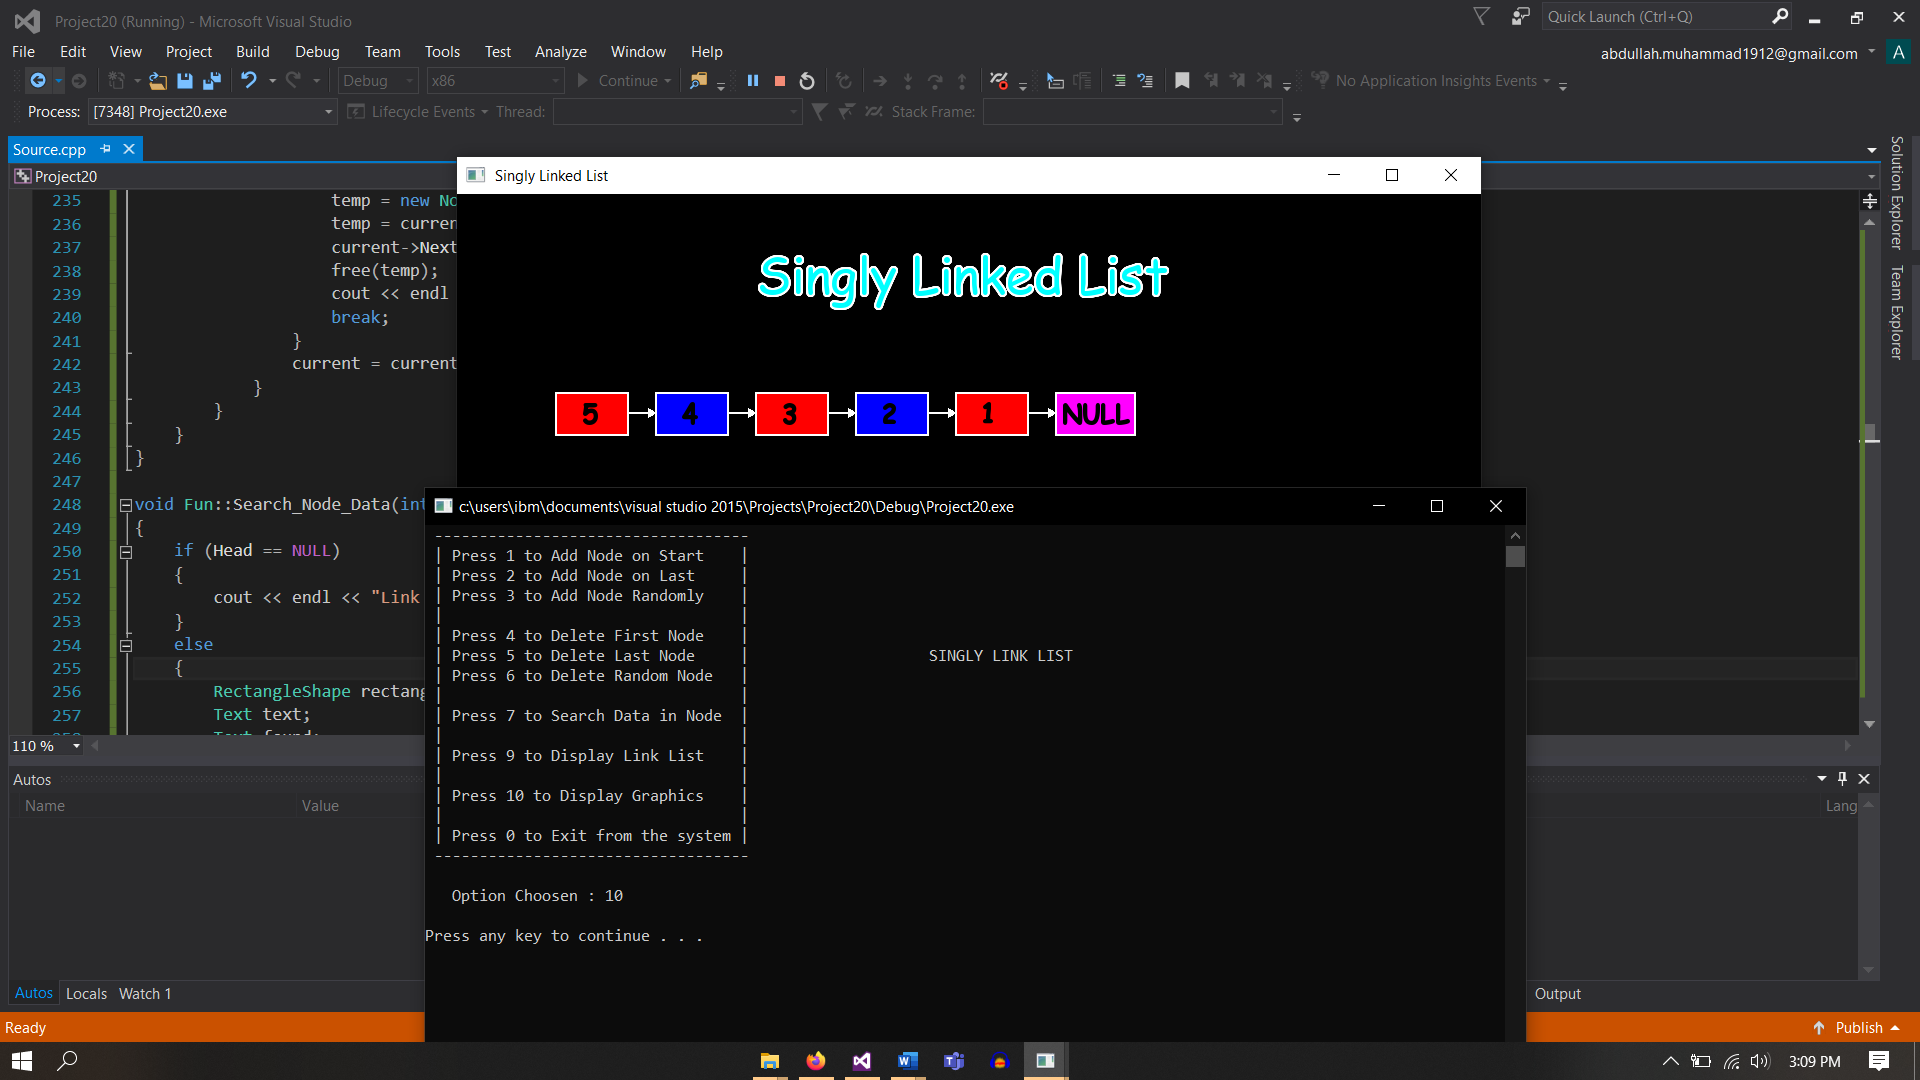 Project20 (Running) - Microsoft Visual Studio
Quick Launch (Ctrl+Q)
File Edit View Project Build Debug Team Tools Test Analyze Window Help
abdullah.muhammad1912@gmail.com A
Debug x86 Continue No Application Insights Events
Process: [7348] Project20.exe Lifecycle Events Thread: Stack Frame:
Source.cpp
Project20
Solution Explorer
Team Explorer
235 temp = new No
236 temp = curren
237 current->Next
238 free(temp);
239 cout << endl
240 break;
241 }
242 current = current
243 }
244 }
245 }
246 }
247
248 void Fun::Search_Node_Data(int
249 {
250 if (Head == NULL)
251 {
252 cout << endl << "Link
253 }
254 else
255 {
256 RectangleShape rectang
257 Text text;
110 %
Singly Linked List
Singly Linked List
5 4 3 2 1 NULL
c:\users\ibm\documents\visual studio 2015\Projects\Project20\Debug\Project20.exe
-----------------------------------
| Press 1 to Add Node on Start |
| Press 2 to Add Node on Last |
| Press 3 to Add Node Randomly |
| |
| Press 4 to Delete First Node |
| Press 5 to Delete Last Node | SINGLY LINK LIST
| Press 6 to Delete Random Node |
| |
| Press 7 to Search Data in Node |
| |
| Press 9 to Display Link List |
| |
| Press 10 to Display Graphics |
| |
| Press 0 to Exit from the system |
-----------------------------------
Option Choosen : 10
Press any key to continue . . .
Autos
Name Value Lang
Autos Locals Watch 1 Output
Ready Publish
3:09 PM